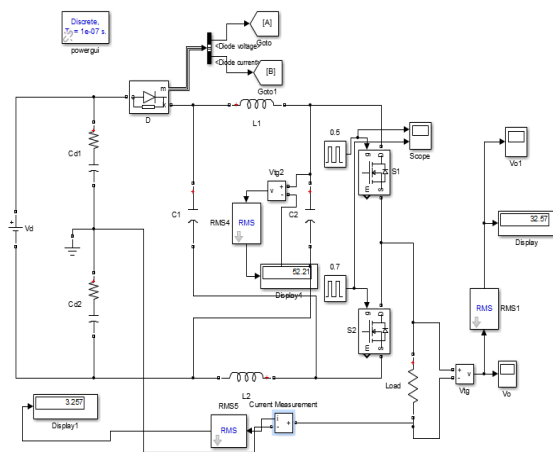 Discrete,
Ts = 1e-07 s.
powergui
[A]
Goto
<Diode voltage>
<Diode current>
[B]
Goto1
m
a
k
D
L1
Cd1
Vd
Cd2
C1
Vtg2
RMS4
RMS
C2
52.21
Display4
0.5
Scope
g
D
S1
E
S
0.7
g
D
S2
E
S
Vo1
32.57
Display
RMS
RMS1
Load
v
Vtg
Vo
L2
3.257
Display1
RMS5
RMS
Current Measurement
i